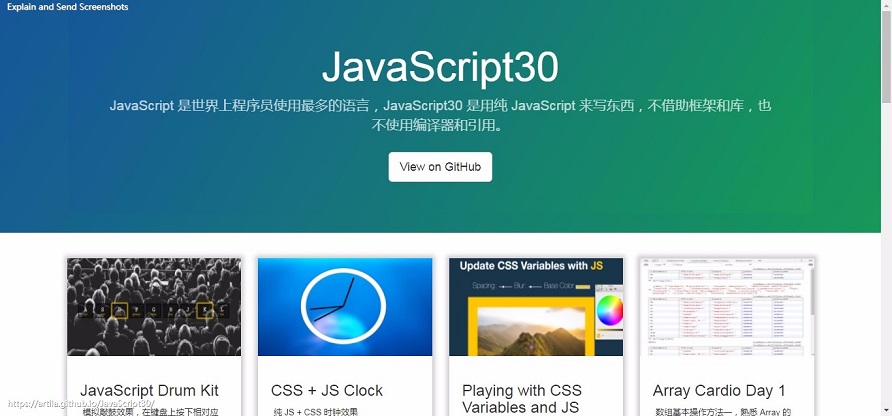 Explain and Send Screenshots
JavaScript30
JavaScript 是世界上程序员使用最多的语言，JavaScript30 是用纯 JavaScript 来写东西，不借助框架和库，也
不使用编译器和引用。
View on GitHub
Update CSS Variables with JS
Spacing: Blur: Base Color
JavaScript Drum Kit
CSS + JS Clock
Playing with CSS
Variables and JS
Array Cardio Day 1
模拟敲鼓效果，在键盘上按下相对应
纯 JS + CSS 时钟效果
数组基本操作方法一，熟悉 Array 的
https://artila.github.io/JavaScript30/